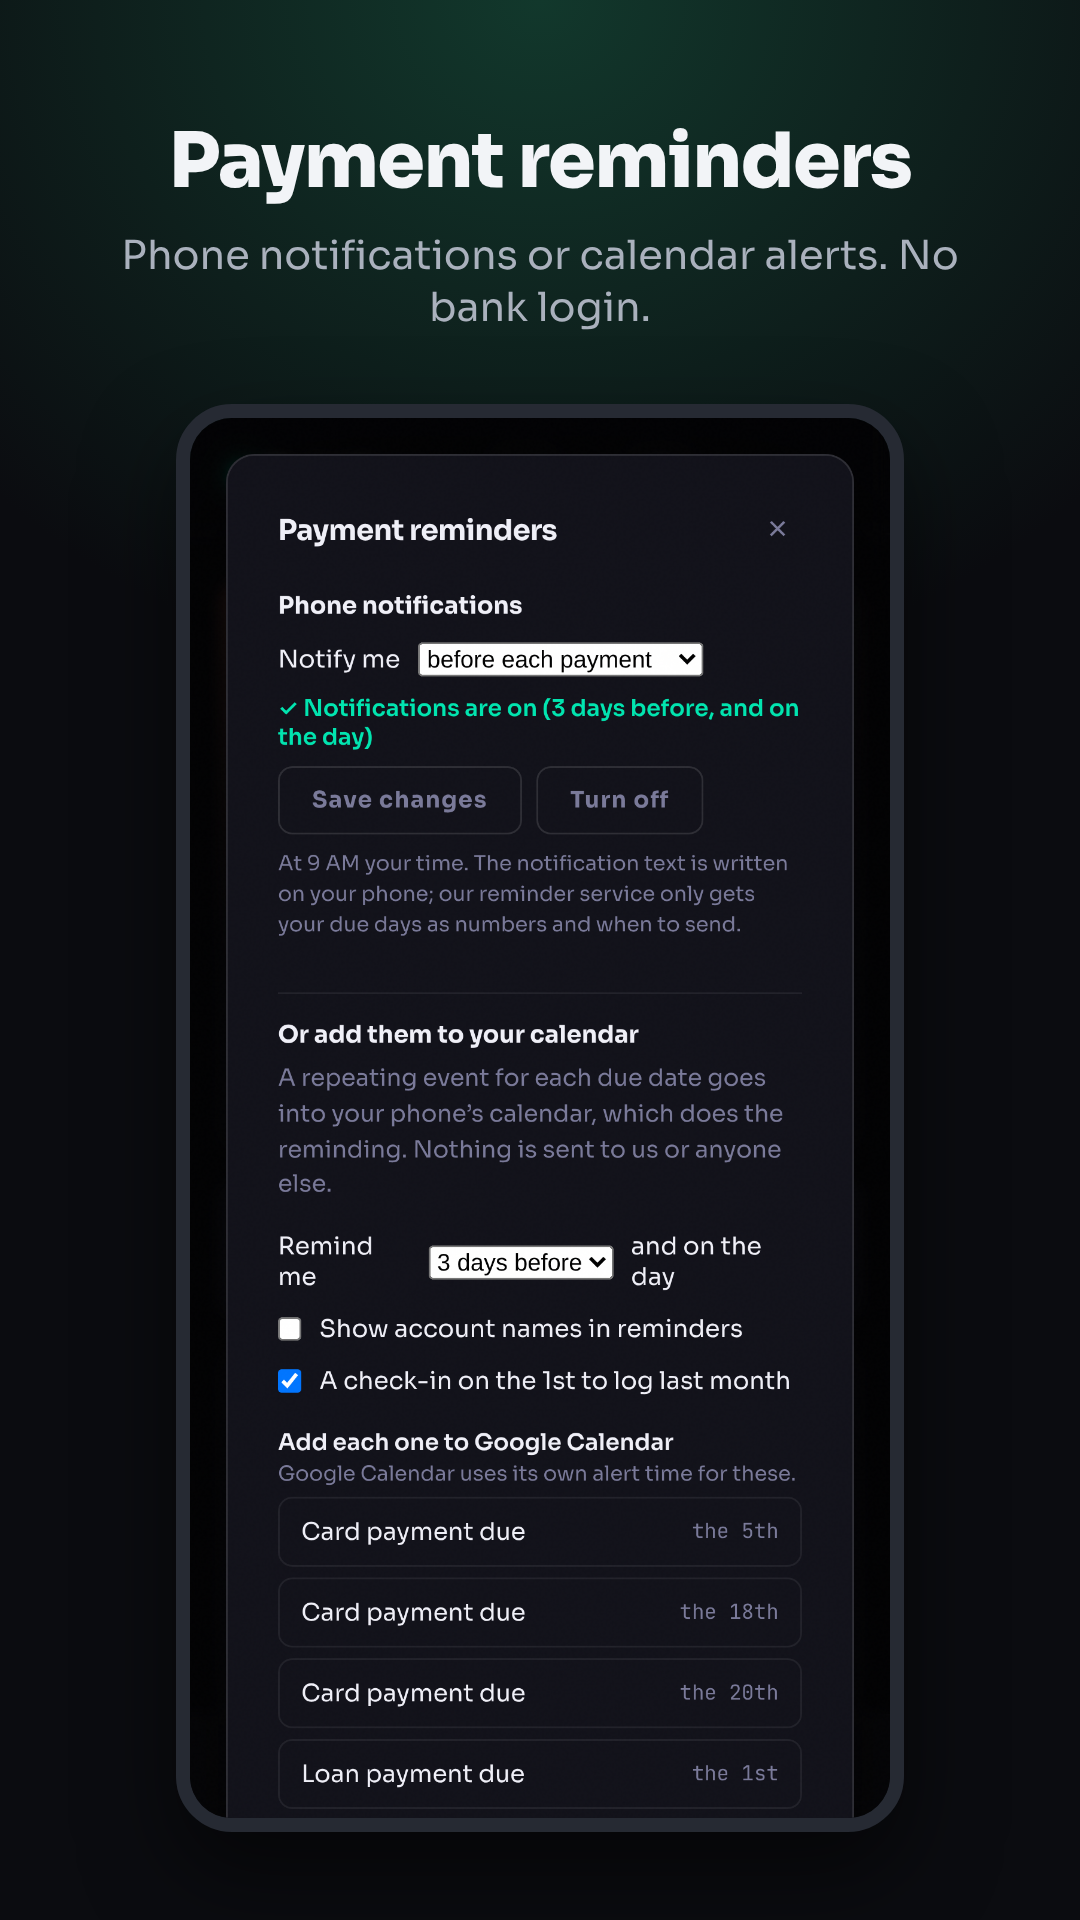 Payment reminders
Phone notifications or calendar alerts. No
bank login.
Payment reminders ×
Phone notifications
Notify me before each payment
✓ Notifications are on (3 days before, and on
the day)
Save changes Turn off
At 9 AM your time. The notification text is written
on your phone; our reminder service only gets
your due days as numbers and when to send.
Or add them to your calendar
A repeating event for each due date goes
into your phone’s calendar, which does the
reminding. Nothing is sent to us or anyone
else.
Remind me 3 days before and on the day
Show account names in reminders
A check-in on the 1st to log last month
Add each one to Google Calendar
Google Calendar uses its own alert time for these.
Card payment due the 5th
Card payment due the 18th
Card payment due the 20th
Loan payment due the 1st